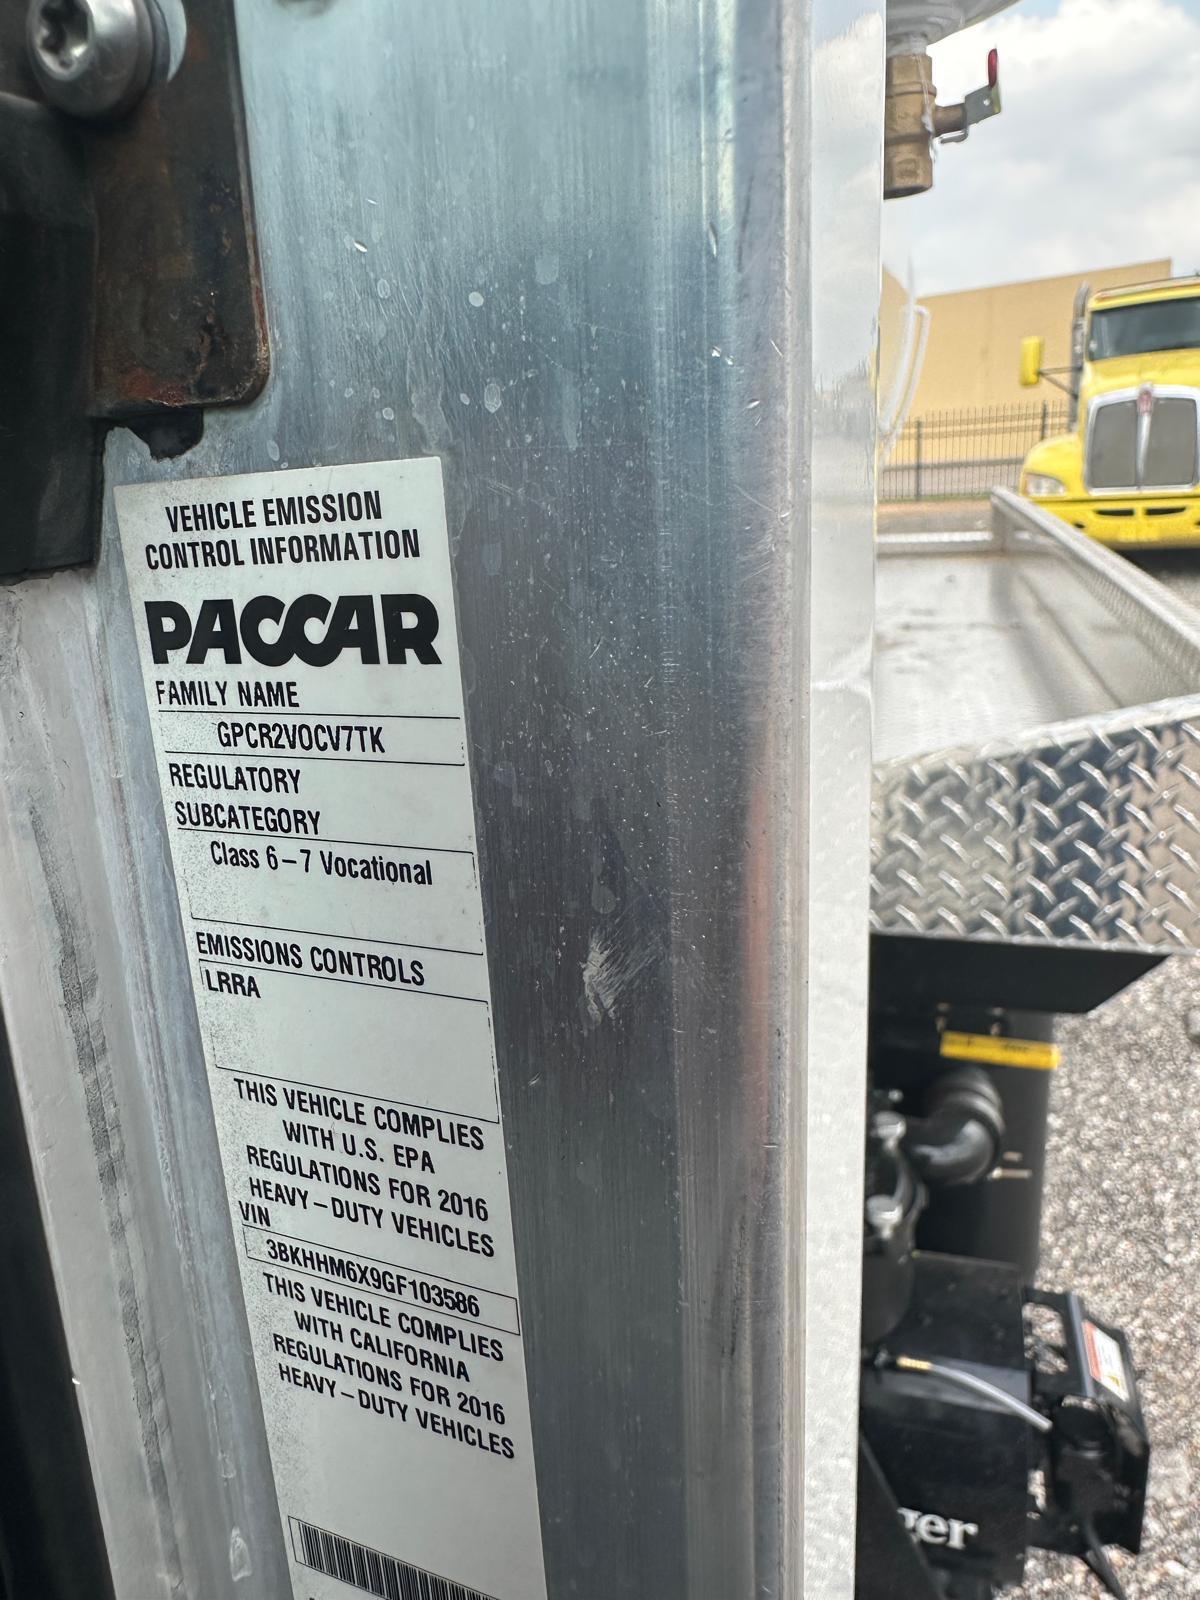 VEHICLE EMISSION
CONTROL INFORMATION
PACCAR
FAMILY NAME
GPCR2VOCV7TK
REGULATORY
SUBCATEGORY
Class 6-7 Vocational
EMISSIONS CONTROLS
LRRA
THIS VEHICLE COMPLIES
WITH U.S. EPA
REGULATIONS FOR 2016
HEAVY-DUTY VEHICLES
VIN
3BKHHM6X9GF103586
THIS VEHICLE COMPLIES
WITH CALIFORNIA
REGULATIONS FOR 2016
HEAVY-DUTY VEHICLES
ger